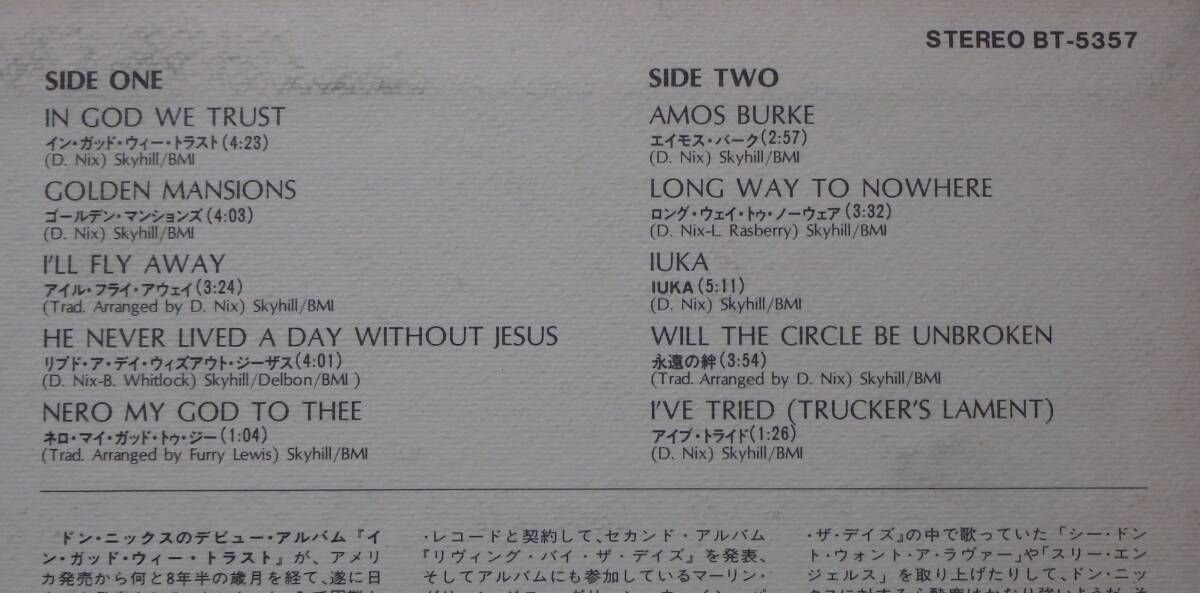 STEREO BT-5357
SIDE ONE
IN GOD WE TRUST
イン・ガッド・ウィー・トラスト(4:23)
(D. Nix) Skyhill/BMI
GOLDEN MANSIONS
ゴールデン・マンションズ(4:03)
(D. Nix) Skyhill/BMI
I'LL FLY AWAY
アイル・フライ・アウェイ(3:24)
(Trad. Arranged by D. Nix) Skyhill/BMI
HE NEVER LIVED A DAY WITHOUT JESUS
リブド・ア・デイ・ウィズアウト・ジーザス(4:01)
(D. Nix-B. Whitlock) Skyhill/Delbon/BMI )
NERO MY GOD TO THEE
ネロ・マイ・ガッド・トゥ・ジー(1:04)
(Trad. Arranged by Furry Lewis) Skyhill/BMI
SIDE TWO
AMOS BURKE
エイモス・バーク(2:57)
(D. Nix) Skyhill/BMI
LONG WAY TO NOWHERE
ロング・ウェイ・トゥ・ノーウェア(3:32)
(D. Nix-L. Rasberry) Skyhill/BMI
IUKA
IUKA(5:11)
(D. Nix) Skyhill/BMI
WILL THE CIRCLE BE UNBROKEN
永遠の絆(3:54)
(Trad. Arranged by D. Nix) Skyhill/BMI
I'VE TRIED (TRUCKER'S LAMENT)
アイブ・トライド(1:26)
(D. Nix) Skyhill/BMI
ドン・ニックスのデビュー・アルバム『イ
ン・ガッド・ウィー・トラスト』が、アメリ
カ発売から何と8年半の歳月を経て、遂に日
・レコードと契約して、セカンド・アルバム
『リヴィング・バイ・ザ・デイズ』を発表、
そしてアルバムにも参加しているマーリン・
・ザ・デイズ』の中で歌っていた「シー・ドン
ト・ウォント・ア・ラヴァー」や「スリー・エン
ジェルス」を取り上げたりして、ドン・ニッ